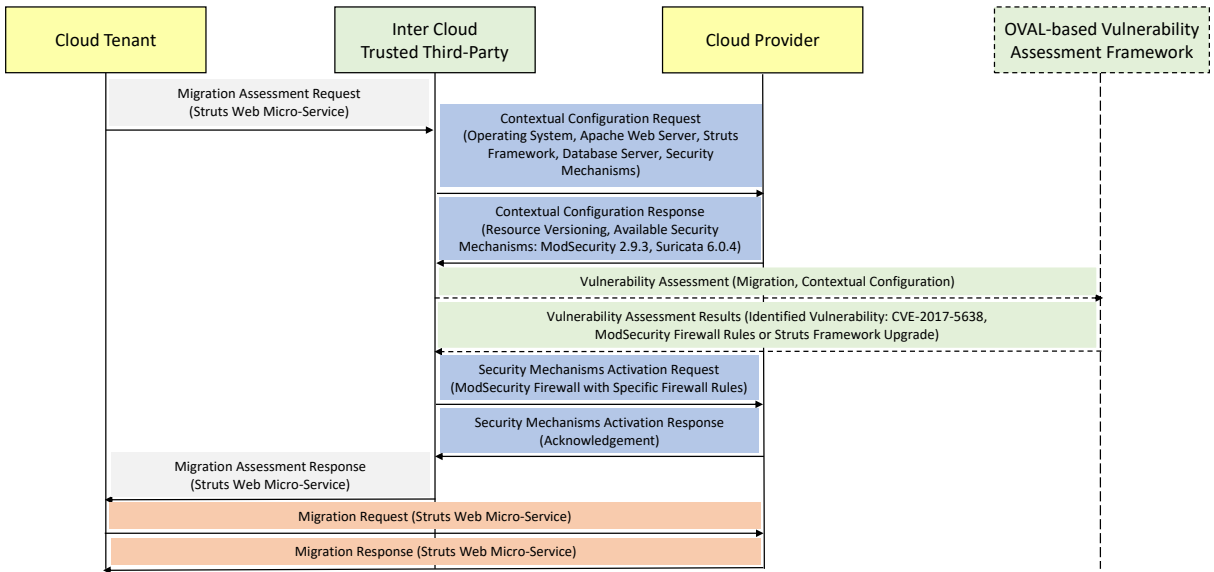 Cloud Tenant
Inter Cloud
Trusted Third-Party
Cloud Provider
OVAL-based Vulnerability
Assessment Framework
Migration Assessment Request
(Struts Web Micro-Service)
Contextual Configuration Request
(Operating System, Apache Web Server, Struts
Framework, Database Server, Security
Mechanisms)
Contextual Configuration Response
(Resource Versioning, Available Security
Mechanisms: ModSecurity 2.9.3, Suricata 6.0.4)
Vulnerability Assessment (Migration, Contextual Configuration)
Vulnerability Assessment Results (Identified Vulnerability: CVE-2017-5638,
ModSecurity Firewall Rules or Struts Framework Upgrade)
Security Mechanisms Activation Request
(ModSecurity Firewall with Specific Firewall Rules)
Security Mechanisms Activation Response
(Acknowledgement)
Migration Assessment Response
(Struts Web Micro-Service)
Migration Request (Struts Web Micro-Service)
Migration Response (Struts Web Micro-Service)